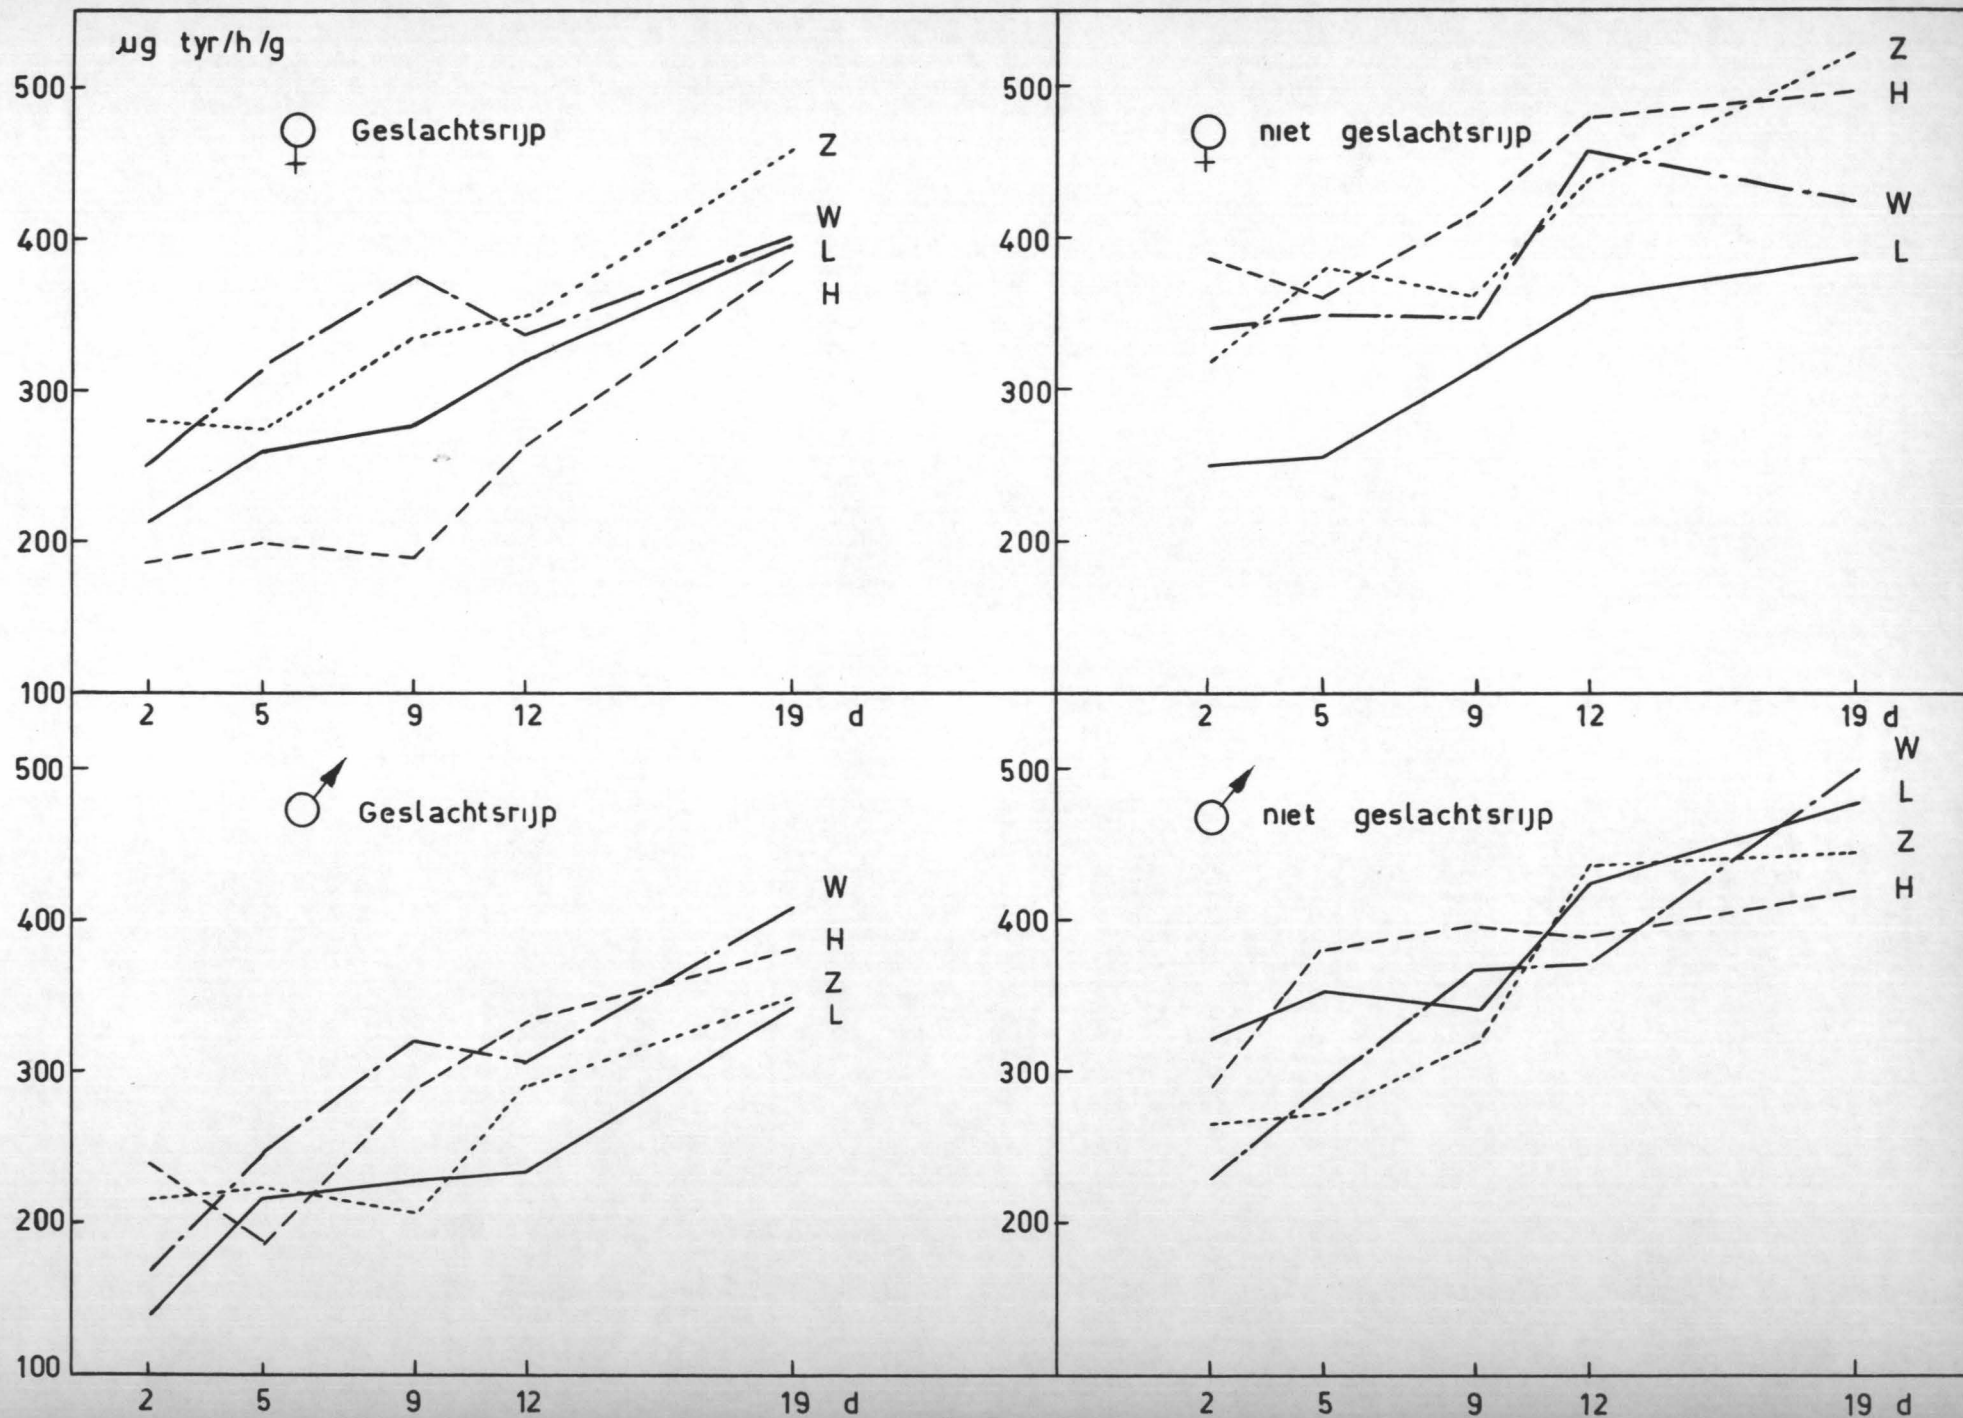 µg tyr/h/g
500
♀ Geslachtsrijp
Z
400
W
L
H
300
200
100
2 5 9 12 19 d
500
♀ niet geslachtsrijp
Z
H
400
W
L
300
200
2 5 9 12 19 d
500
♂ Geslachtsrijp
400
W
H
Z
L
300
200
100
2 5 9 12 19 d
500
♂ niet geslachtsrijp
W
L
Z
H
400
300
200
2 5 9 12 19 d